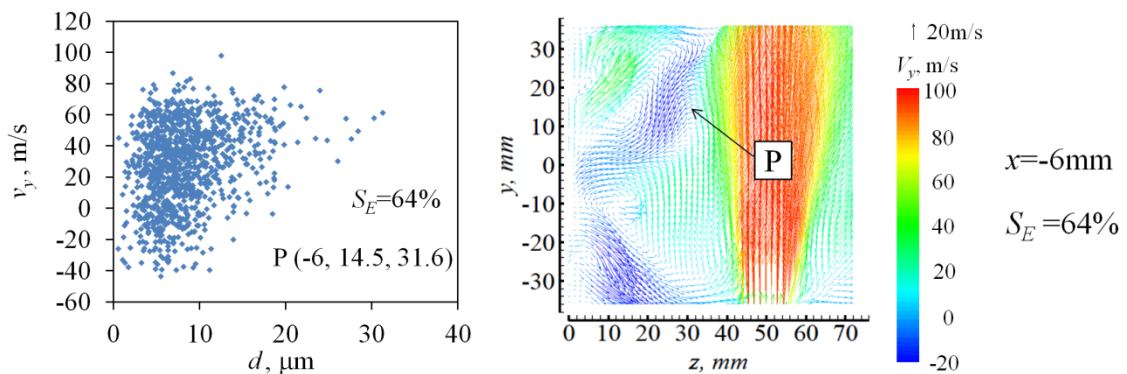 120
100
80
60
40
20
0
-20
-40
-60
v_y, m/s
0 10 20 30 40
d, μm
S_E=64%
P (-6, 14.5, 31.6)
30
20
10
0
-10
-20
-30
y, mm
0 10 20 30 40 50 60 70
z, mm
P
↑ 20m/s
V_y, m/s
100
80
60
40
20
0
-20
x=-6mm
S_E =64%